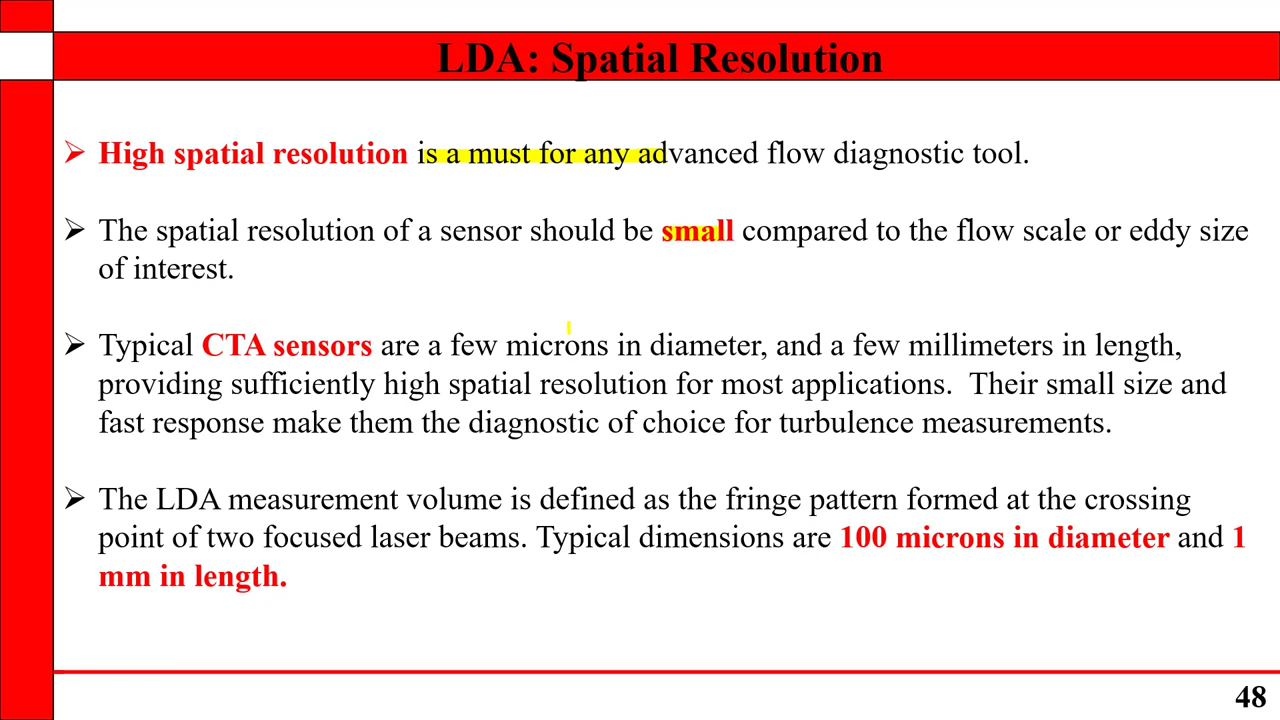 LDA: Spatial Resolution
➢ High spatial resolution is a must for any advanced flow diagnostic tool.
➢ The spatial resolution of a sensor should be small compared to the flow scale or eddy size
of interest.
➢ Typical CTA sensors are a few microns in diameter, and a few millimeters in length,
providing sufficiently high spatial resolution for most applications.  Their small size and
fast response make them the diagnostic of choice for turbulence measurements.
➢ The LDA measurement volume is defined as the fringe pattern formed at the crossing
point of two focused laser beams. Typical dimensions are 100 microns in diameter and 1
mm in length.
48